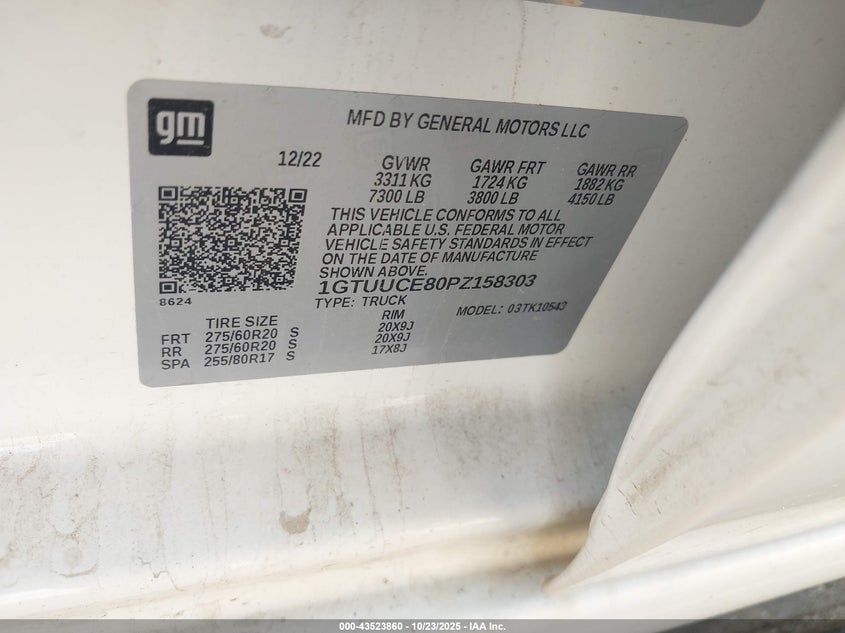 gm
MFD BY GENERAL MOTORS LLC
12/22 GVWR GAWR FRT GAWR RR
3311 KG 1724 KG 1882 KG
7300 LB 3800 LB 4150 LB
THIS VEHICLE CONFORMS TO ALL
APPLICABLE U.S. FEDERAL MOTOR
VEHICLE SAFETY STANDARDS IN EFFECT
ON THE DATE OF MANUFACTURE
SHOWN ABOVE.
1GTUUCE80PZ158303
8624
TYPE: TRUCK MODEL: 03TK10543
TIRE SIZE RIM
FRT 275/60R20 S 20X9J
RR 275/60R20 S 20X9J
SPA 255/80R17 S 17X8J
000-43523860 - 10/23/2025 - IAA Inc.